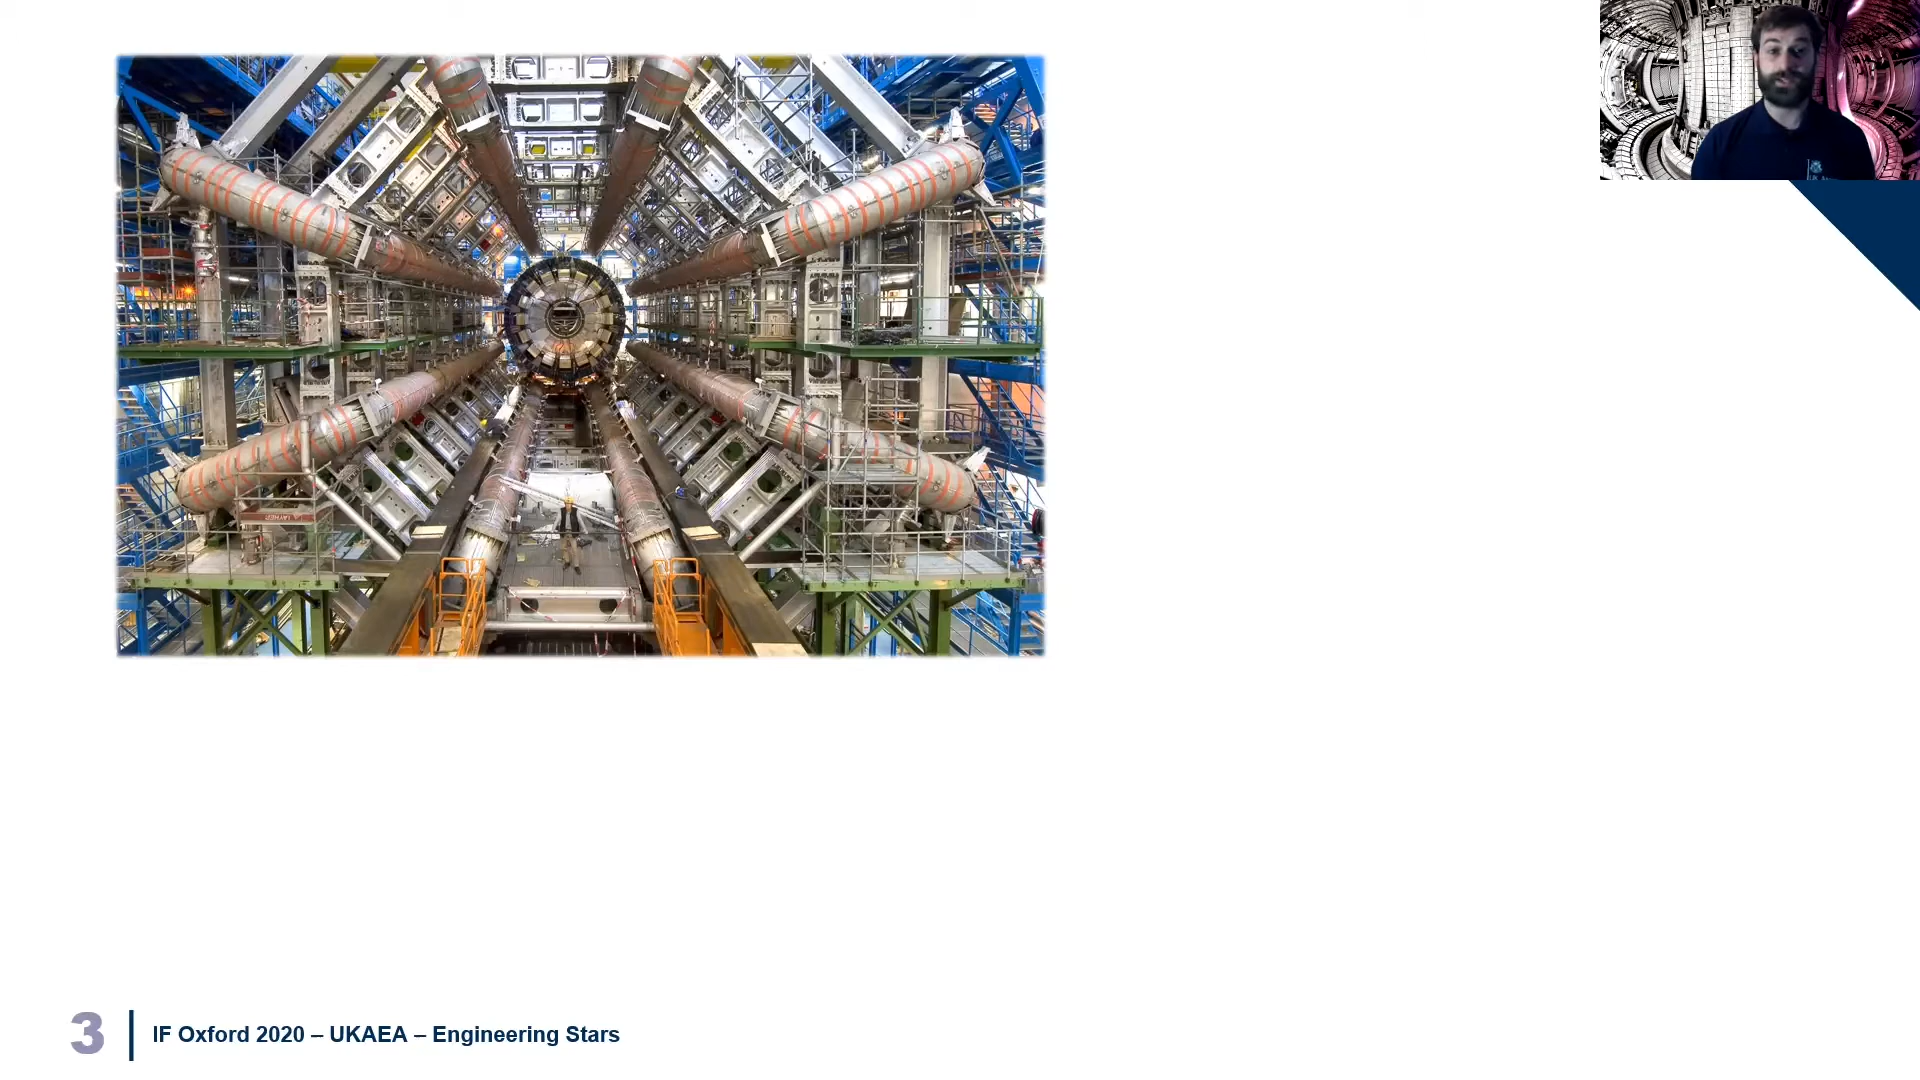 3
IF Oxford 2020 – UKAEA – Engineering Stars